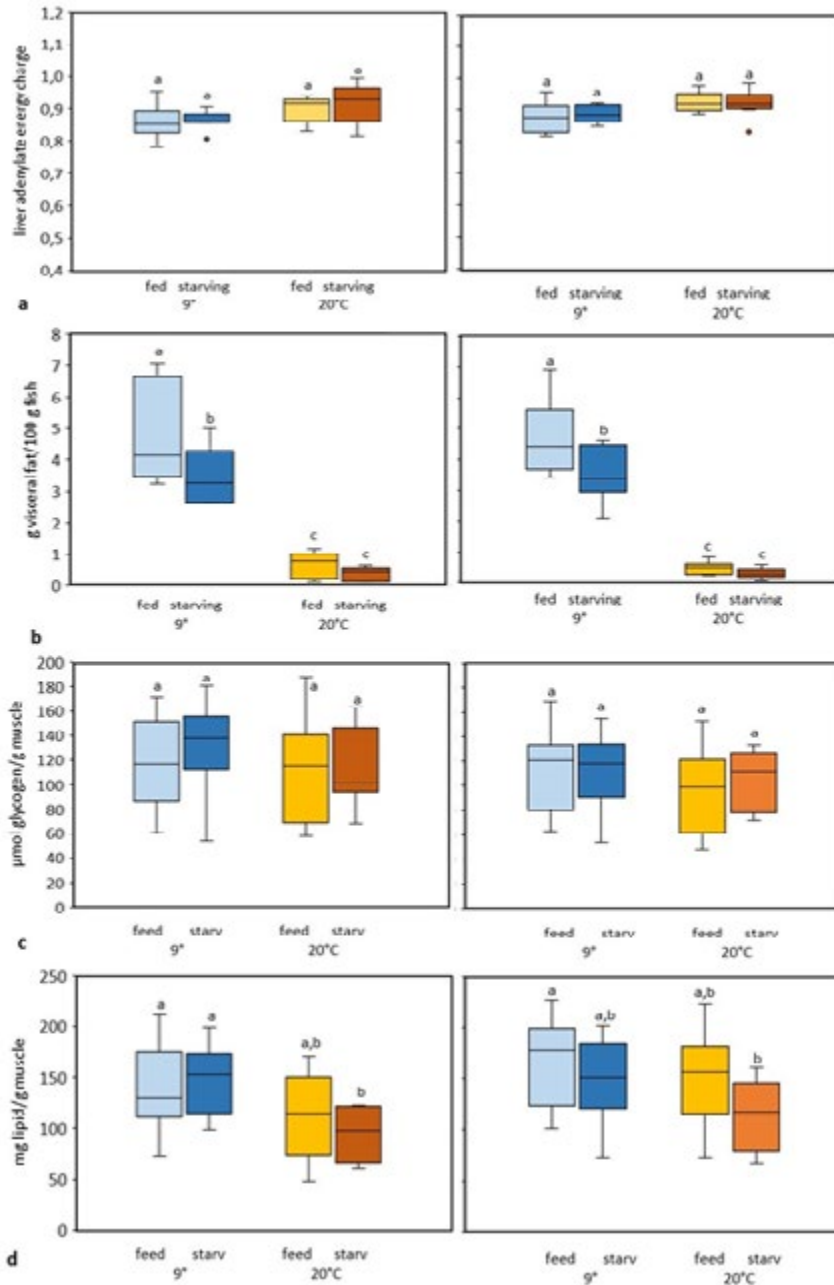 liver adenylate energy charge
1,2
1,1
1,0
0,9
0,8
0,7
0,6
0,5
0,4
a a a a
a a a a
fed starving fed starving
9° 20°C
fed starving fed starving
9° 20°C
a
g visceral fat/100 g fish
8
7
6
5
4
3
2
1
0
a b c c
a b c c
fed starving fed starving
9° 20°C
fed starving fed starving
9° 20°C
b
µmol glycogen/g muscle
200
180
160
140
120
100
80
60
40
20
0
a a a a
a a a a
feed starv feed starv
9° 20°C
feed starv feed starv
9° 20°C
c
mg lipid/g muscle
250
200
150
100
50
0
a a a,b b
a a,b a,b b
feed starv feed starv
9° 20°C
feed starv feed starv
9° 20°C
d